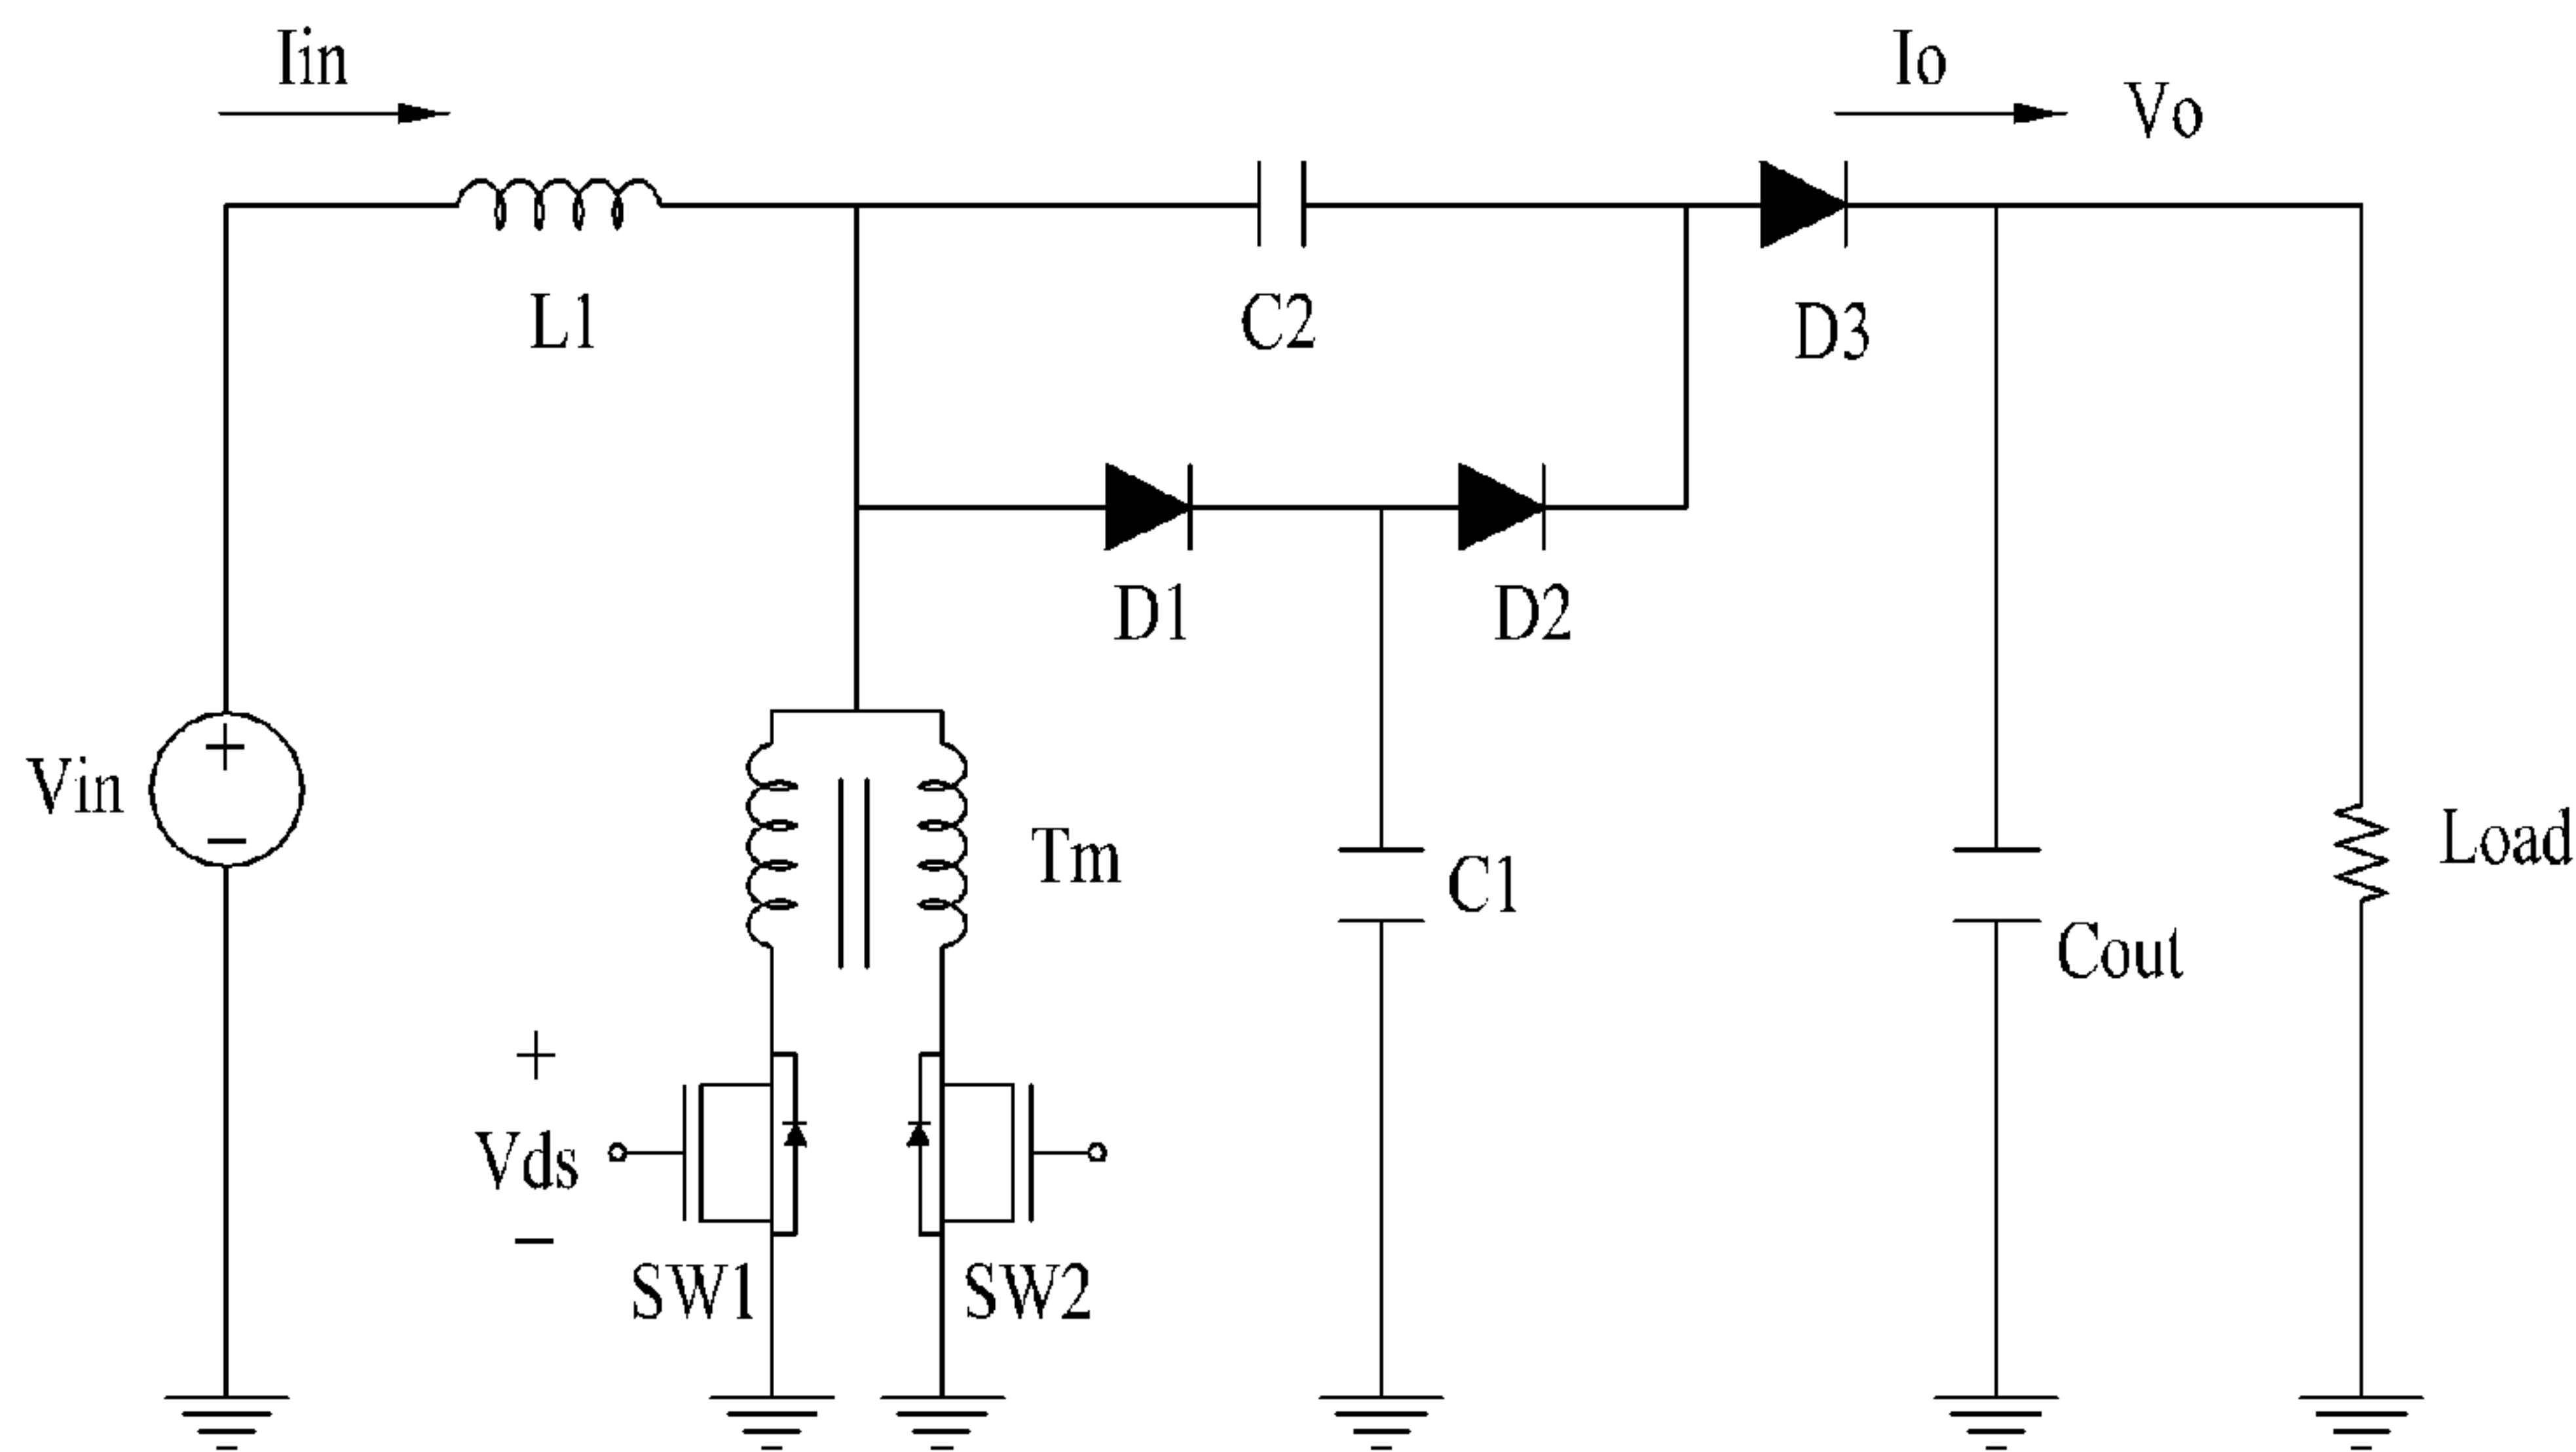 Iin
Io
Vo
L1
C2
D3
D1
D2
Vin
+
−
Tm
C1
Load
Cout
+
Vds
−
SW1
SW2